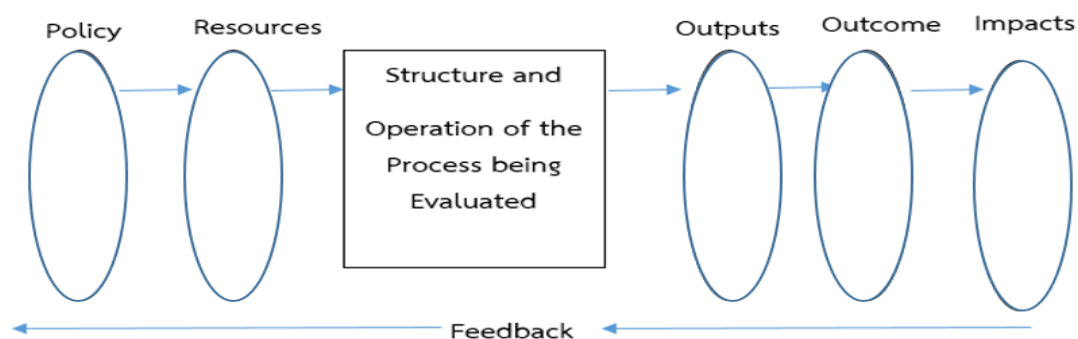 Policy
Resources
Structure and
Operation of the
Process being
Evaluated
Outputs
Outcome
Impacts
Feedback